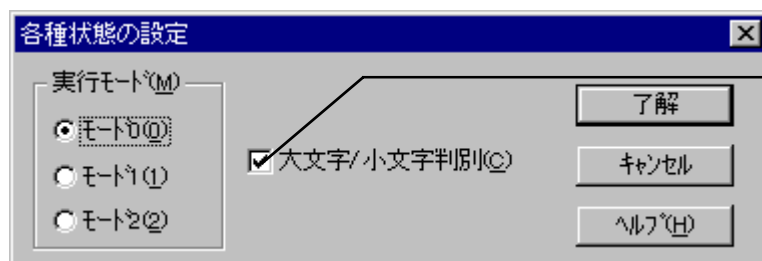 各種状態の設定
実行ﾓｰﾄﾞ(M)
ﾓｰﾄﾞ0(0)
ﾓｰﾄﾞ1(1)
ﾓｰﾄﾞ2(2)
大文字/小文字判別(C)
了解
ｷｬﾝｾﾙ
ﾍﾙﾌﾟ(H)